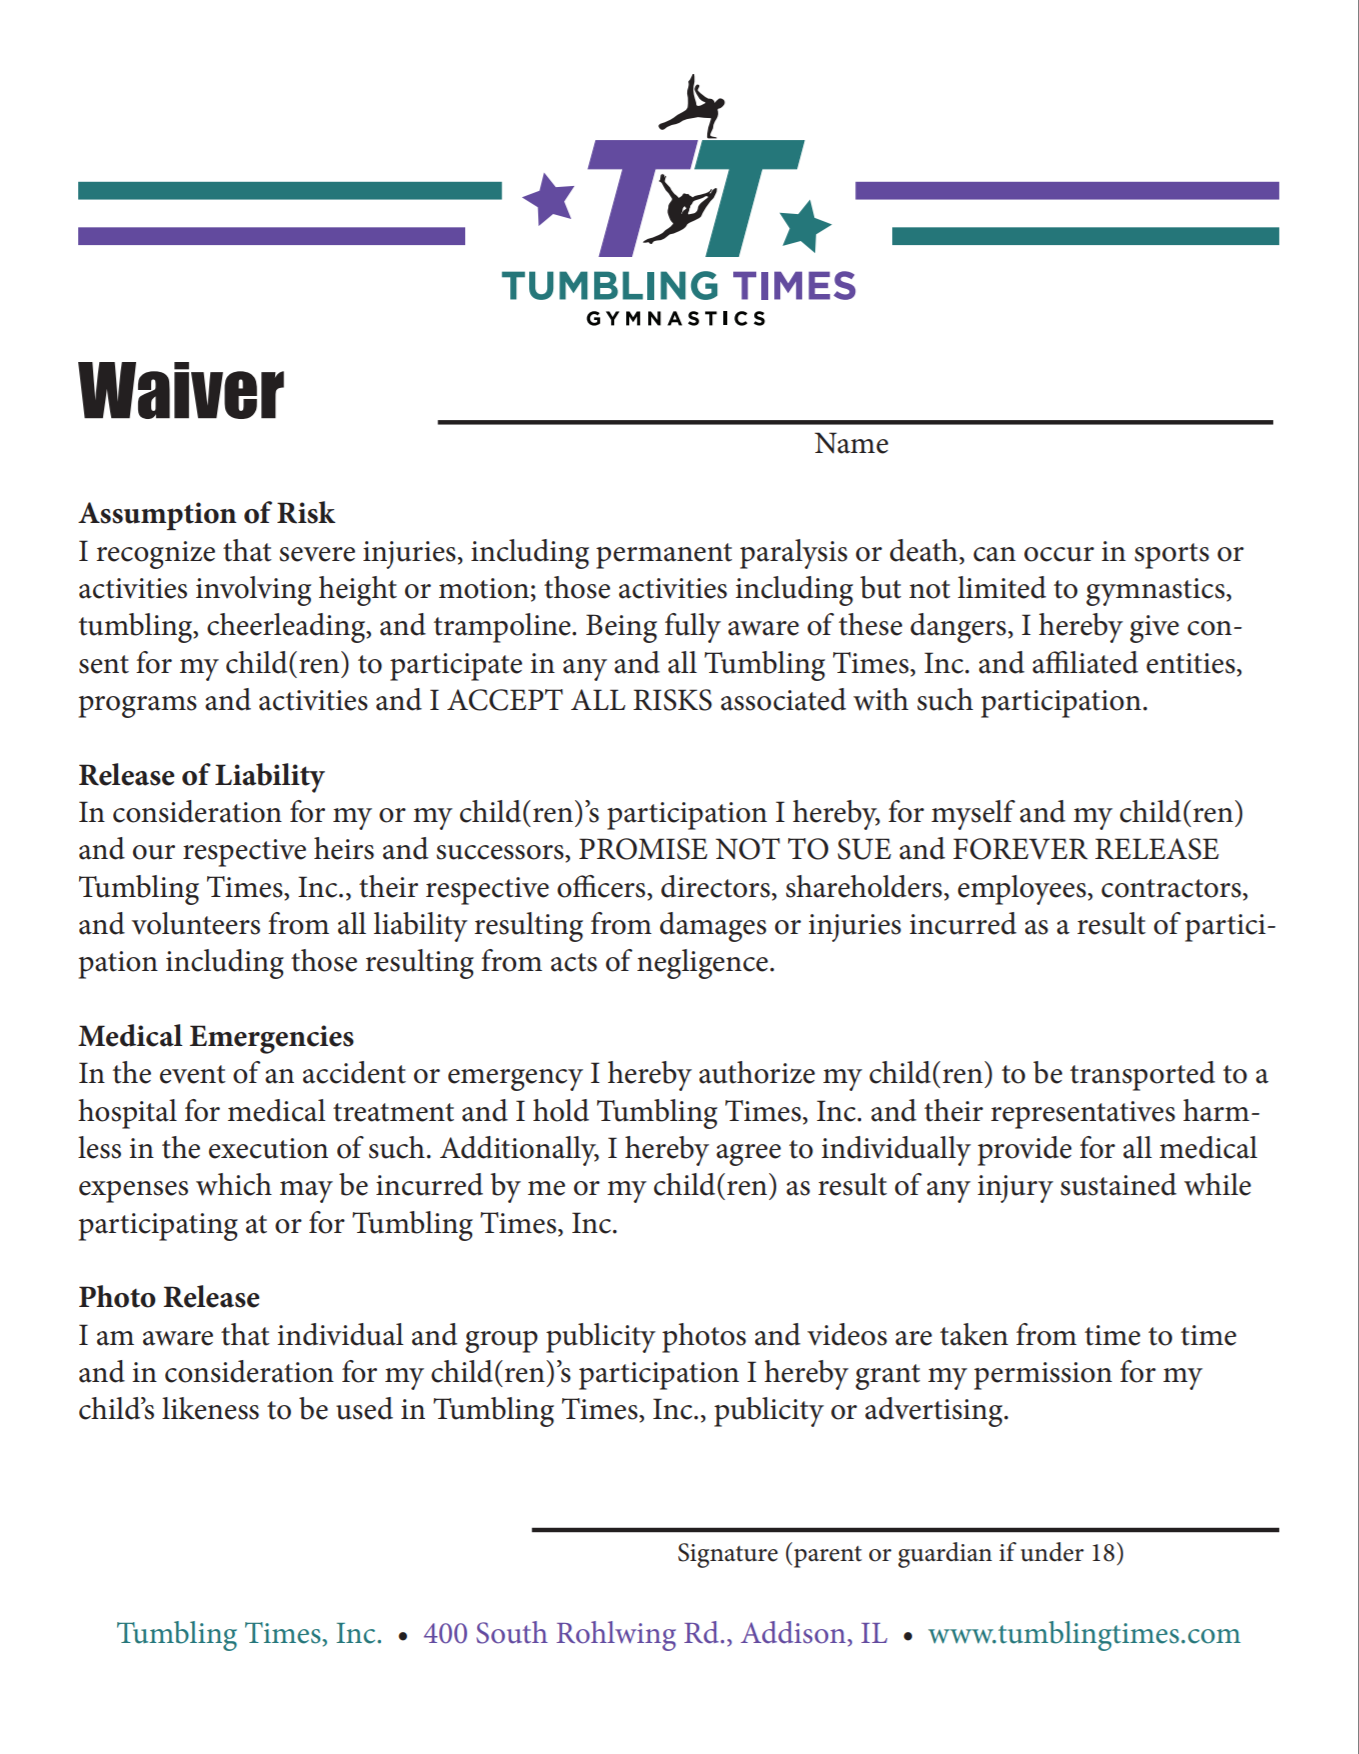 TT
TUMBLING TIMES
GYMNASTICS
Waiver
Name
Assumption of Risk
I recognize that severe injuries, including permanent paralysis or death, can occur in sports or
activities involving height or motion; those activities including but not limited to gymnastics,
tumbling, cheerleading, and trampoline. Being fully aware of these dangers, I hereby give con-
sent for my child(ren) to participate in any and all Tumbling Times, Inc. and affiliated entities,
programs and activities and I ACCEPT ALL RISKS associated with such participation.
Release of Liability
In consideration for my or my child(ren)’s participation I hereby, for myself and my child(ren)
and our respective heirs and successors, PROMISE NOT TO SUE and FOREVER RELEASE
Tumbling Times, Inc., their respective officers, directors, shareholders, employees, contractors,
and volunteers from all liability resulting from damages or injuries incurred as a result of partici-
pation including those resulting from acts of negligence.
Medical Emergencies
In the event of an accident or emergency I hereby authorize my child(ren) to be transported to a
hospital for medical treatment and I hold Tumbling Times, Inc. and their representatives harm-
less in the execution of such. Additionally, I hereby agree to individually provide for all medical
expenses which may be incurred by me or my child(ren) as result of any injury sustained while
participating at or for Tumbling Times, Inc.
Photo Release
I am aware that individual and group publicity photos and videos are taken from time to time
and in consideration for my child(ren)’s participation I hereby grant my permission for my
child’s likeness to be used in Tumbling Times, Inc., publicity or advertising.
Signature (parent or guardian if under 18)
Tumbling Times, Inc. • 400 South Rohlwing Rd., Addison, IL • www.tumblingtimes.com